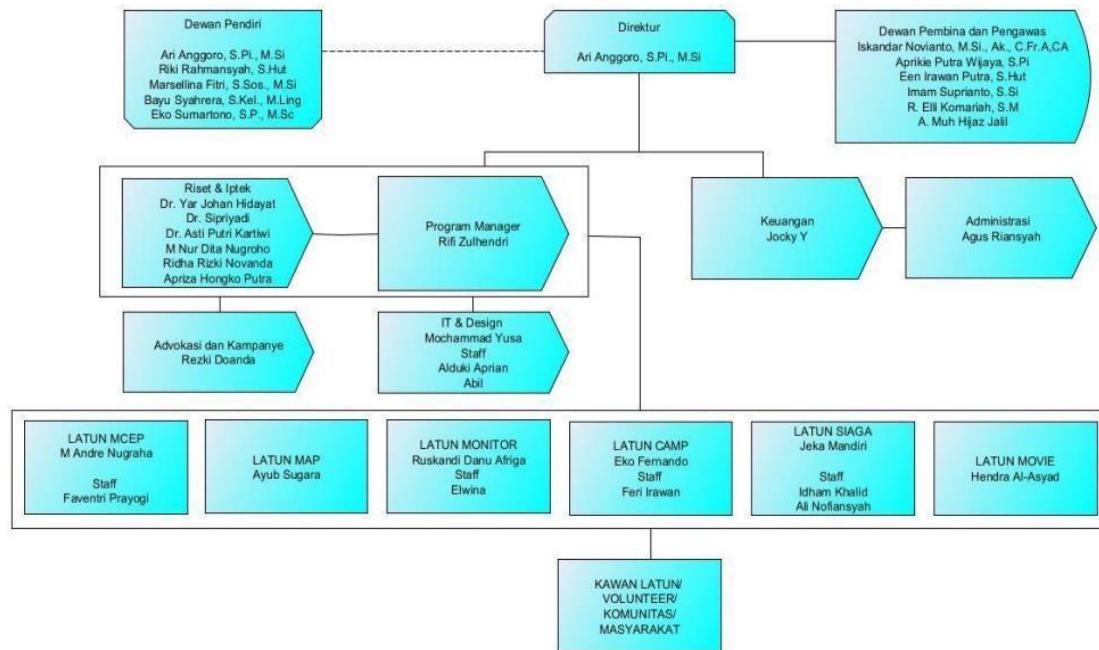 Dewan Pendiri
Ari Anggoro, S.Pi., M.Si
Riki Rahmansyah, S.Hut
Marsellina Fitri, S.Sos., M.Si
Bayu Syahrera, S.Kel., M.Ling
Eko Sumartono, S.P., M.Sc
Direktur
Ari Anggoro, S.Pi., M.Si
Dewan Pembina dan Pengawas
Iskandar Novianto, M.Si., Ak., C.Fr.A,CA
Aprikie Putra Wijaya, S.Pi
Een Irawan Putra, S.Hut
Imam Suprianto, S.Si
R. Elli Komariah, S.M
A. Muh Hijaz Jalil
Riset & Iptek
Dr. Yar Johan Hidayat
Dr. Sipriyadi
Dr. Asti Putri Kartiwi
M Nur Dita Nugroho
Ridha Rizki Novanda
Apriza Hongko Putra
Program Manager
Rifi Zulhendri
Keuangan
Jocky Y
Administrasi
Agus Riansyah
Advokasi dan Kampanye
Rezki Doanda
IT & Design
Mochammad Yusa
Staff
Alduki Aprian
Abil
LATUN MCEP
M Andre Nugraha
Staff
Faventri Prayogi
LATUN MAP
Ayub Sugara
LATUN MONITOR
Ruskandi Danu Afriga
Staff
Elwina
LATUN CAMP
Eko Fernando
Staff
Feri Irawan
LATUN SIAGA
Jeka Mandiri
Staff
Idham Khalid
Ali Nofiansyah
LATUN MOVIE
Hendra Al-Asyad
KAWAN LATUN/
VOLUNTEER/
KOMUNITAS/
MASYARAKAT